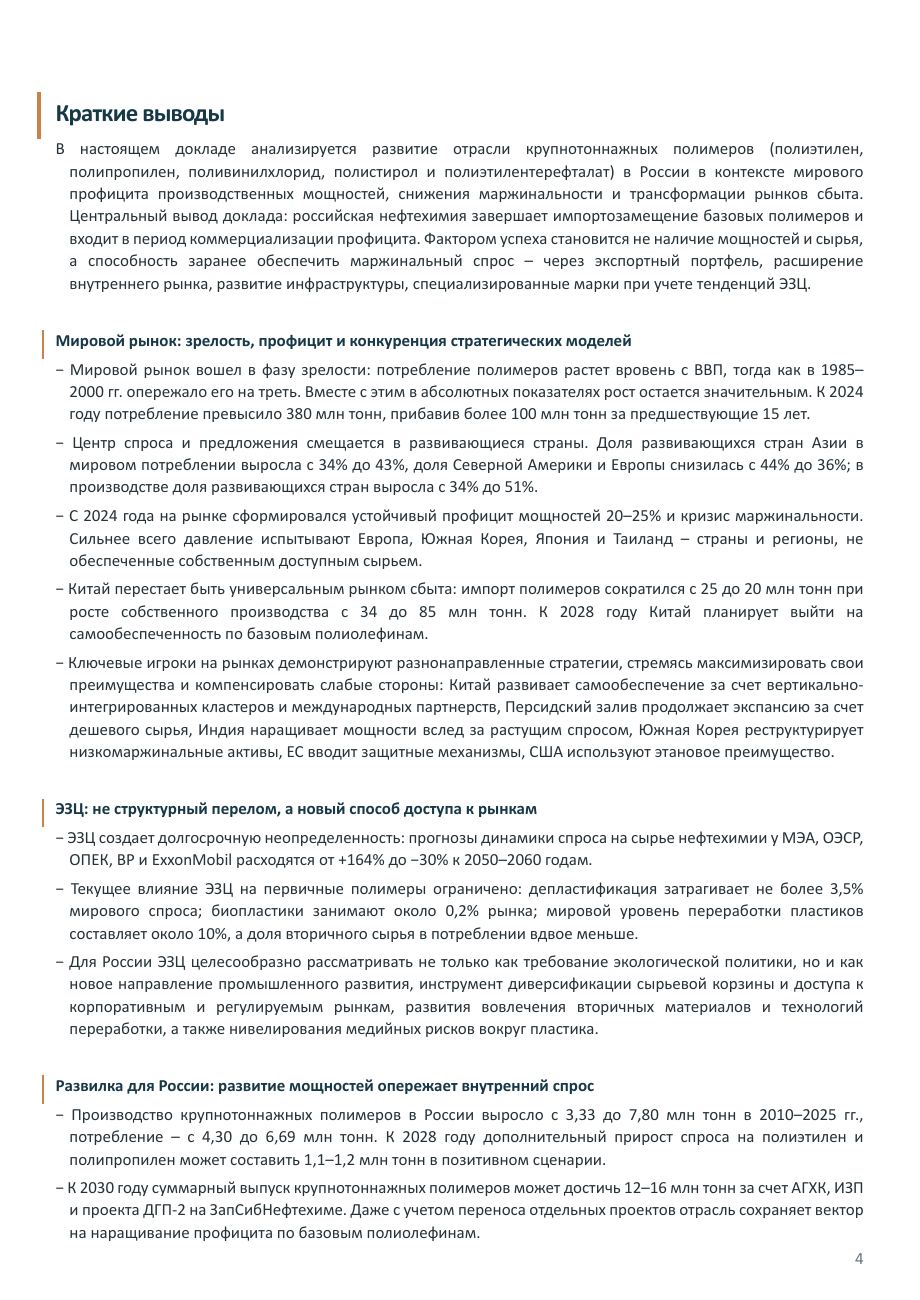 Краткие выводы
В настоящем докладе анализируется развитие отрасли крупнотоннажных полимеров (полиэтилен,
полипропилен, поливинилхлорид, полистирол и полиэтилентерефталат) в России в контексте мирового
профицита производственных мощностей, снижения маржинальности и трансформации рынков сбыта.
Центральный вывод доклада: российская нефтехимия завершает импортозамещение базовых полимеров и
входит в период коммерциализации профицита. Фактором успеха становится не наличие мощностей и сырья,
а способность заранее обеспечить маржинальный спрос – через экспортный портфель, расширение
внутреннего рынка, развитие инфраструктуры, специализированные марки при учете тенденций ЭЗЦ.
Мировой рынок: зрелость, профицит и конкуренция стратегических моделей
− Мировой рынок вошел в фазу зрелости: потребление полимеров растет вровень с ВВП, тогда как в 1985–
2000 гг. опережало его на треть. Вместе с этим в абсолютных показателях рост остается значительным. К 2024
году потребление превысило 380 млн тонн, прибавив более 100 млн тонн за предшествующие 15 лет.
− Центр спроса и предложения смещается в развивающиеся страны. Доля развивающихся стран Азии в
мировом потреблении выросла с 34% до 43%, доля Северной Америки и Европы снизилась с 44% до 36%; в
производстве доля развивающихся стран выросла с 34% до 51%.
− С 2024 года на рынке сформировался устойчивый профицит мощностей 20–25% и кризис маржинальности.
Сильнее всего давление испытывают Европа, Южная Корея, Япония и Таиланд – страны и регионы, не
обеспеченные собственным доступным сырьем.
− Китай перестает быть универсальным рынком сбыта: импорт полимеров сократился с 25 до 20 млн тонн при
росте собственного производства с 34 до 85 млн тонн. К 2028 году Китай планирует выйти на
самообеспеченность по базовым полиолефинам.
− Ключевые игроки на рынках демонстрируют разнонаправленные стратегии, стремясь максимизировать свои
преимущества и компенсировать слабые стороны: Китай развивает самообеспечение за счет вертикально-
интегрированных кластеров и международных партнерств, Персидский залив продолжает экспансию за счет
дешевого сырья, Индия наращивает мощности вслед за растущим спросом, Южная Корея реструктурирует
низкомаржинальные активы, ЕС вводит защитные механизмы, США используют этановое преимущество.
ЭЗЦ: не структурный перелом, а новый способ доступа к рынкам
− ЭЗЦ создает долгосрочную неопределенность: прогнозы динамики спроса на сырье нефтехимии у МЭА, ОЭСР,
ОПЕК, BP и ExxonMobil расходятся от +164% до −30% к 2050–2060 годам.
− Текущее влияние ЭЗЦ на первичные полимеры ограничено: депластификация затрагивает не более 3,5%
мирового спроса; биопластики занимают около 0,2% рынка; мировой уровень переработки пластиков
составляет около 10%, а доля вторичного сырья в потреблении вдвое меньше.
− Для России ЭЗЦ целесообразно рассматривать не только как требование экологической политики, но и как
новое направление промышленного развития, инструмент диверсификации сырьевой корзины и доступа к
корпоративным и регулируемым рынкам, развития вовлечения вторичных материалов и технологий
переработки, а также нивелирования медийных рисков вокруг пластика.
Развилка для России: развитие мощностей опережает внутренний спрос
− Производство крупнотоннажных полимеров в России выросло с 3,33 до 7,80 млн тонн в 2010–2025 гг.,
потребление – с 4,30 до 6,69 млн тонн. К 2028 году дополнительный прирост спроса на полиэтилен и
полипропилен может составить 1,1–1,2 млн тонн в позитивном сценарии.
− К 2030 году суммарный выпуск крупнотоннажных полимеров может достичь 12–16 млн тонн за счет АГХК, ИЗП
и проекта ДГП-2 на ЗапСибНефтехиме. Даже с учетом переноса отдельных проектов отрасль сохраняет вектор
на наращивание профицита по базовым полиолефинам.
4